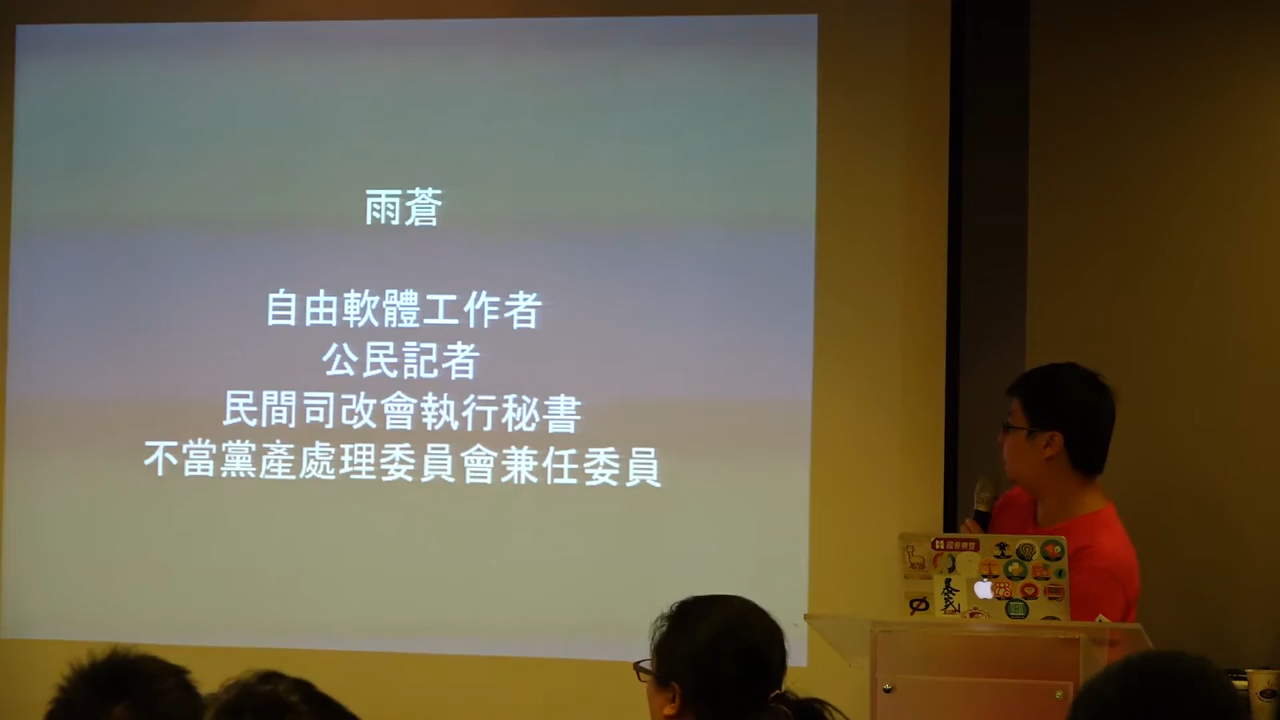 雨蒼
自由軟體工作者
公民記者
民間司改會執行秘書
不當黨產處理委員會兼任委員